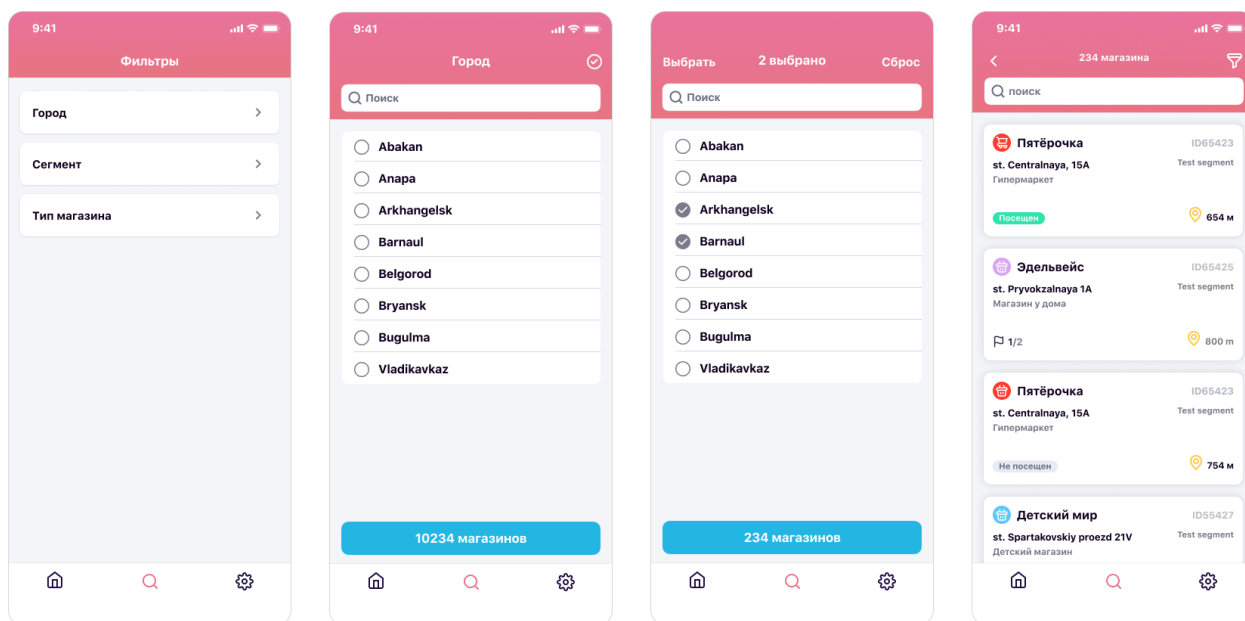 9:41
Фильтры
Город
Сегмент
Тип магазина
9:41
Город
Поиск
Abakan
Anapa
Arkhangelsk
Barnaul
Belgorod
Bryansk
Bugulma
Vladikavkaz
10234 магазинов
Выбрать 2 выбрано Сброс
Поиск
Abakan
Anapa
Arkhangelsk
Barnaul
Belgorod
Bryansk
Bugulma
Vladikavkaz
234 магазинов
9:41
234 магазина
поиск
Пятёрочка ID65423
st. Centralnaya, 15A Test segment
Гипермаркет
Посещен 654 м
Эдельвейс ID65425
st. Pryvokzalnaya 1A Test segment
Магазин у дома
1/2 800 m
Пятёрочка ID65423
st. Centralnaya, 15A Test segment
Гипермаркет
Не посещен 754 м
Детский мир ID55427
st. Spartakovskiy proezd 21V Test segment
Детский магазин